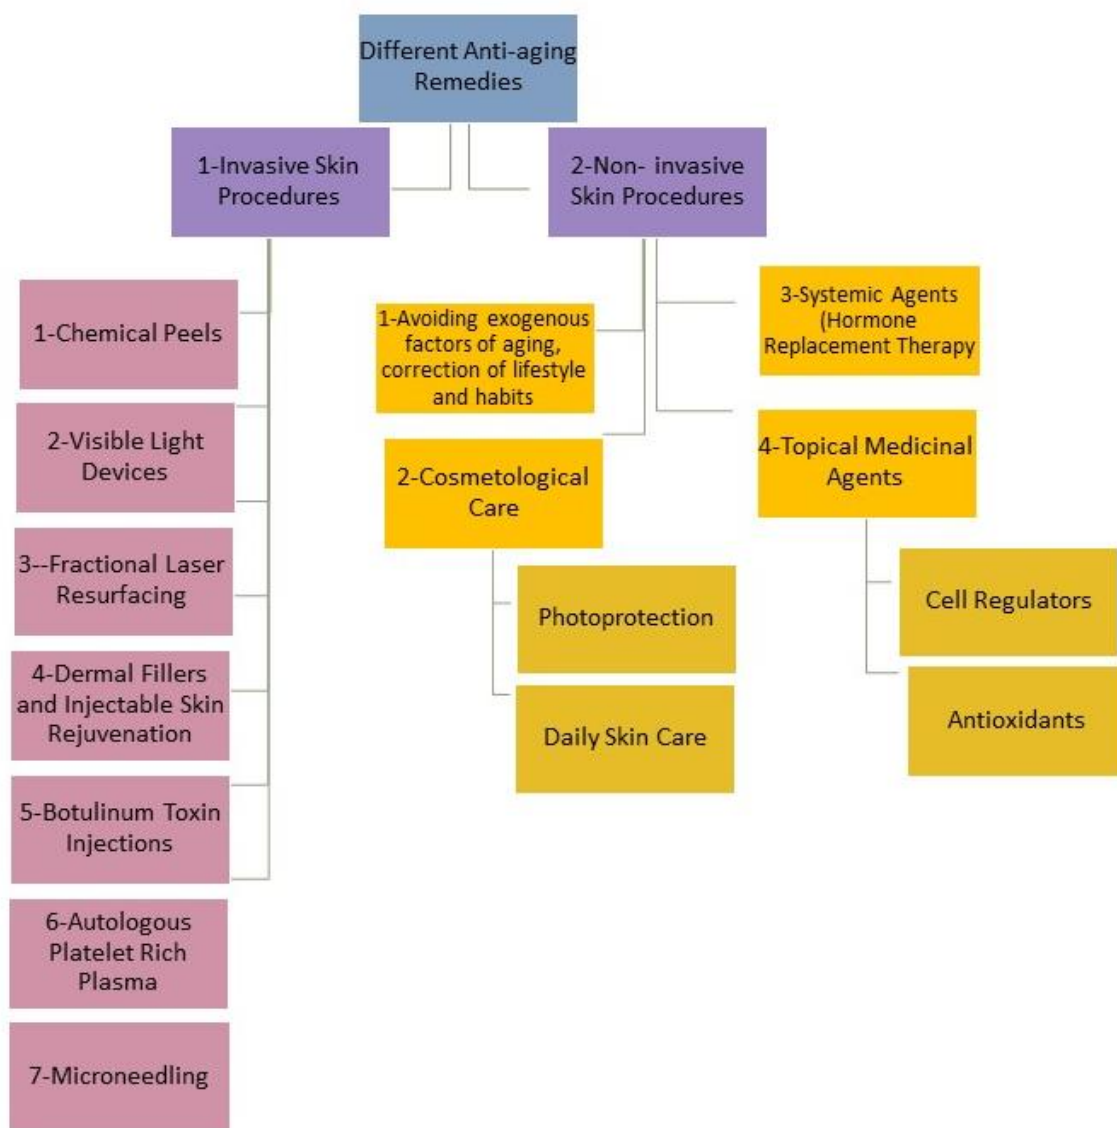 Different Anti-aging
Remedies
1-Invasive Skin
Procedures
2-Non- invasive
Skin Procedures
1-Chemical Peels
2-Visible Light
Devices
3--Fractional Laser
Resurfacing
4-Dermal Fillers
and Injectable Skin
Rejuvenation
5-Botulinum Toxin
Injections
6-Autologous
Platelet Rich
Plasma
7-Microneedling
1-Avoiding exogenous
factors of aging,
correction of lifestyle
and habits
2-Cosmetological
Care
Photoprotection
Daily Skin Care
3-Systemic Agents
(Hormone
Replacement Therapy
4-Topical Medicinal
Agents
Cell Regulators
Antioxidants